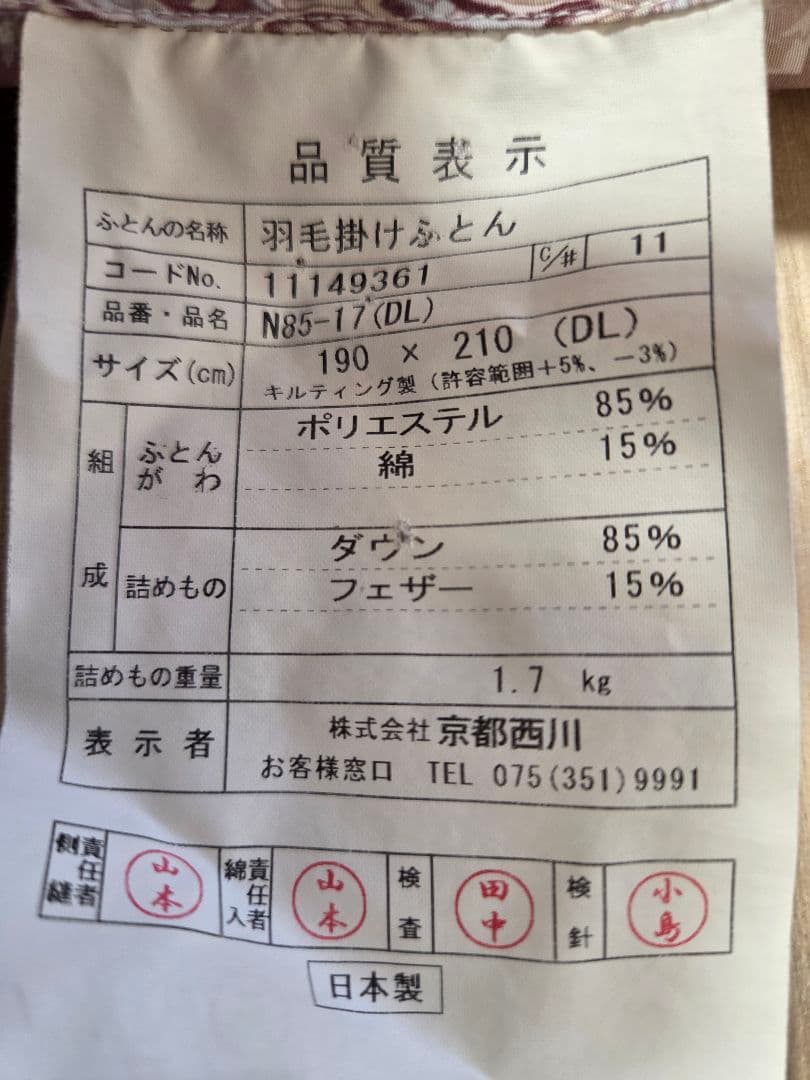 品質表示
ふとんの名称 羽毛掛けふとん
コードNo. 11149361 C/# 11
品番・品名 N85-17(DL)
サイズ(cm) 190 × 210 (DL)
キルティング製(許容範囲+5%、-3%)
組成 ふとんがわ ポリエステル 85%
綿 15%
詰めもの ダウン 85%
フェザー 15%
詰めもの重量 1.7 kg
表示者 株式会社 京都西川
お客様窓口 TEL 075(351)9991
側縫責任者 山本 綿入責任者 山本 検査 田中 検針 小島
日本製